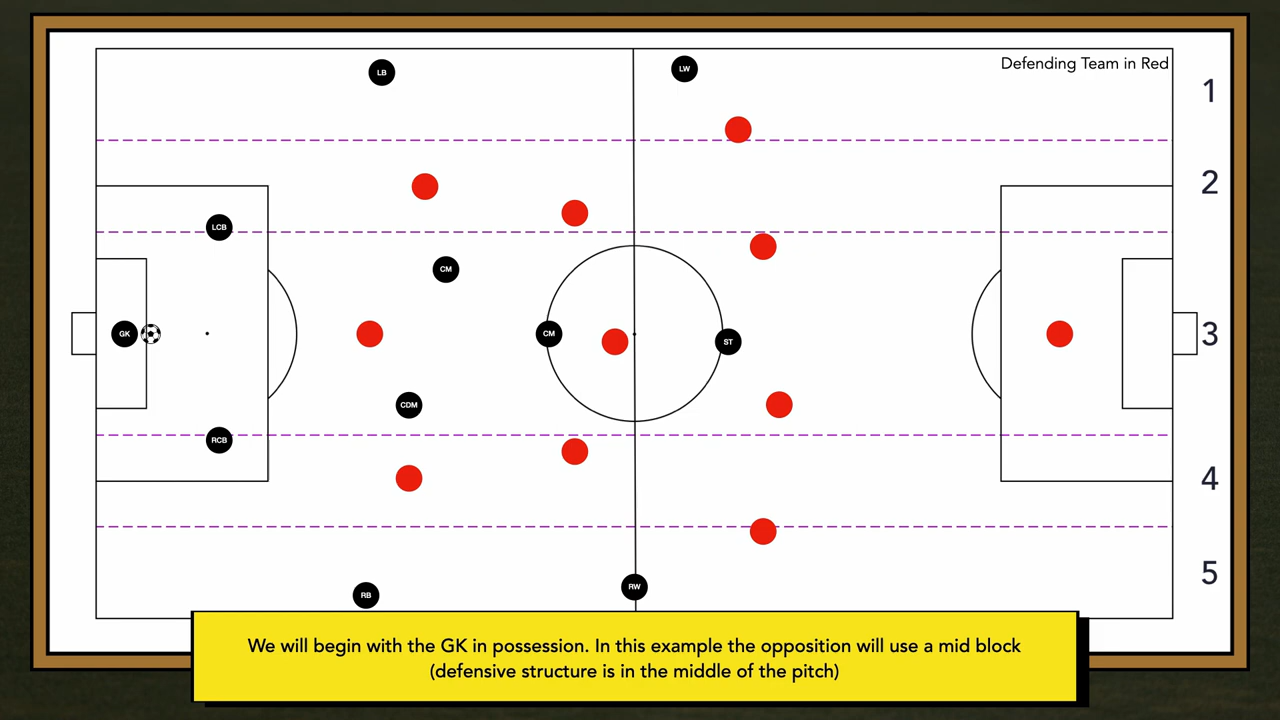 Defending Team in Red
LB
LW
1
2
LCB
CM
GK
CM
ST
3
CDM
RCB
4
RB
RW
5
We will begin with the GK in possession. In this example the opposition will use a mid block
(defensive structure is in the middle of the pitch)